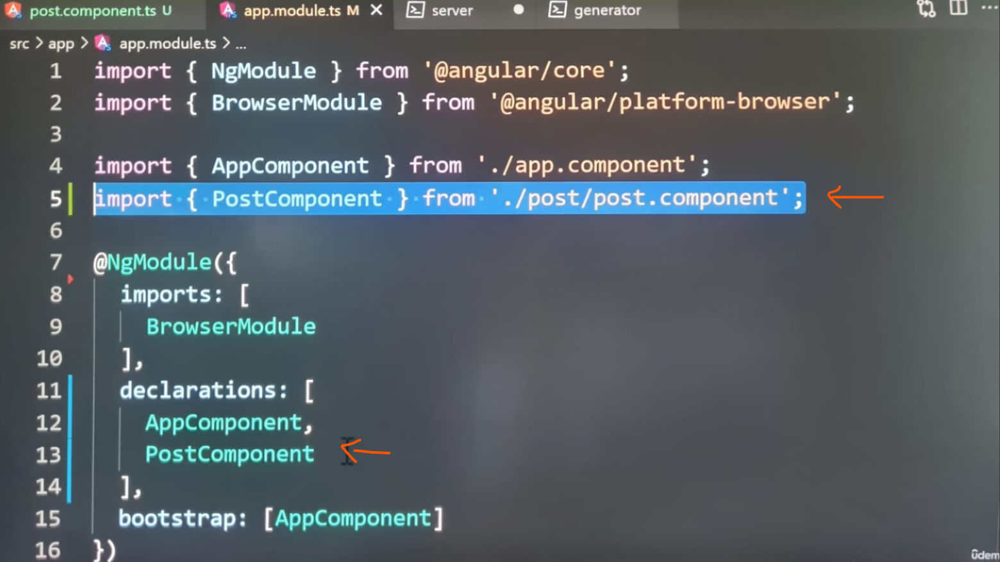 post.component.ts U
app.module.ts M
server
generator
src > app > app.module.ts > ...
1 import { NgModule } from '@angular/core';
2 import { BrowserModule } from '@angular/platform-browser';
3
4 import { AppComponent } from './app.component';
5 import { PostComponent } from './post/post.component';
6
7 @NgModule({
8 imports: [
9 BrowserModule
10 ],
11 declarations: [
12 AppComponent,
13 PostComponent
14 ],
15 bootstrap: [AppComponent]
16 })